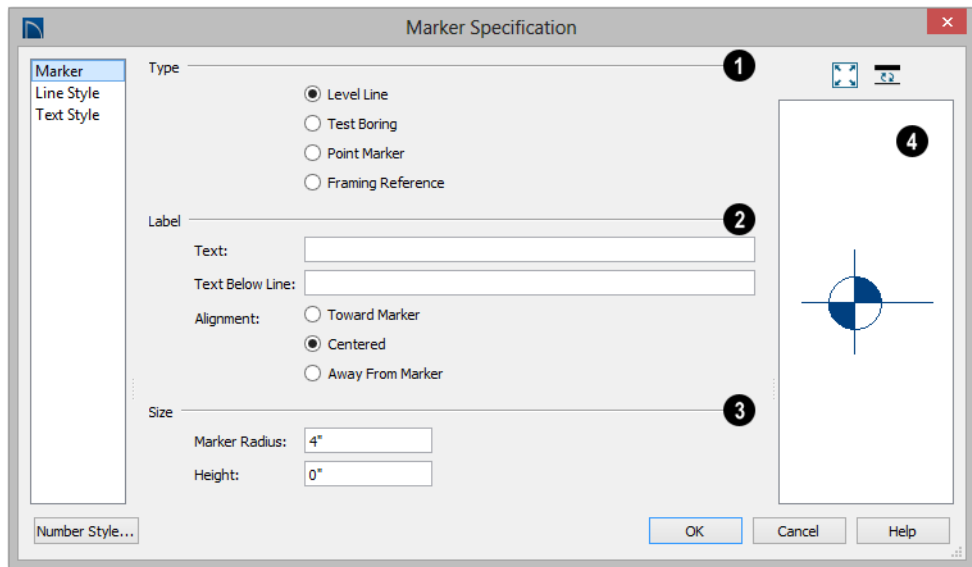 Marker Specification
Marker
Line Style
Text Style
Type
1
Level Line
Test Boring
Point Marker
Framing Reference
Label
2
Text:
Text Below Line:
Alignment:
Toward Marker
Centered
Away From Marker
Size
3
Marker Radius: 4"
Height: 0"
4
Number Style...
OK
Cancel
Help